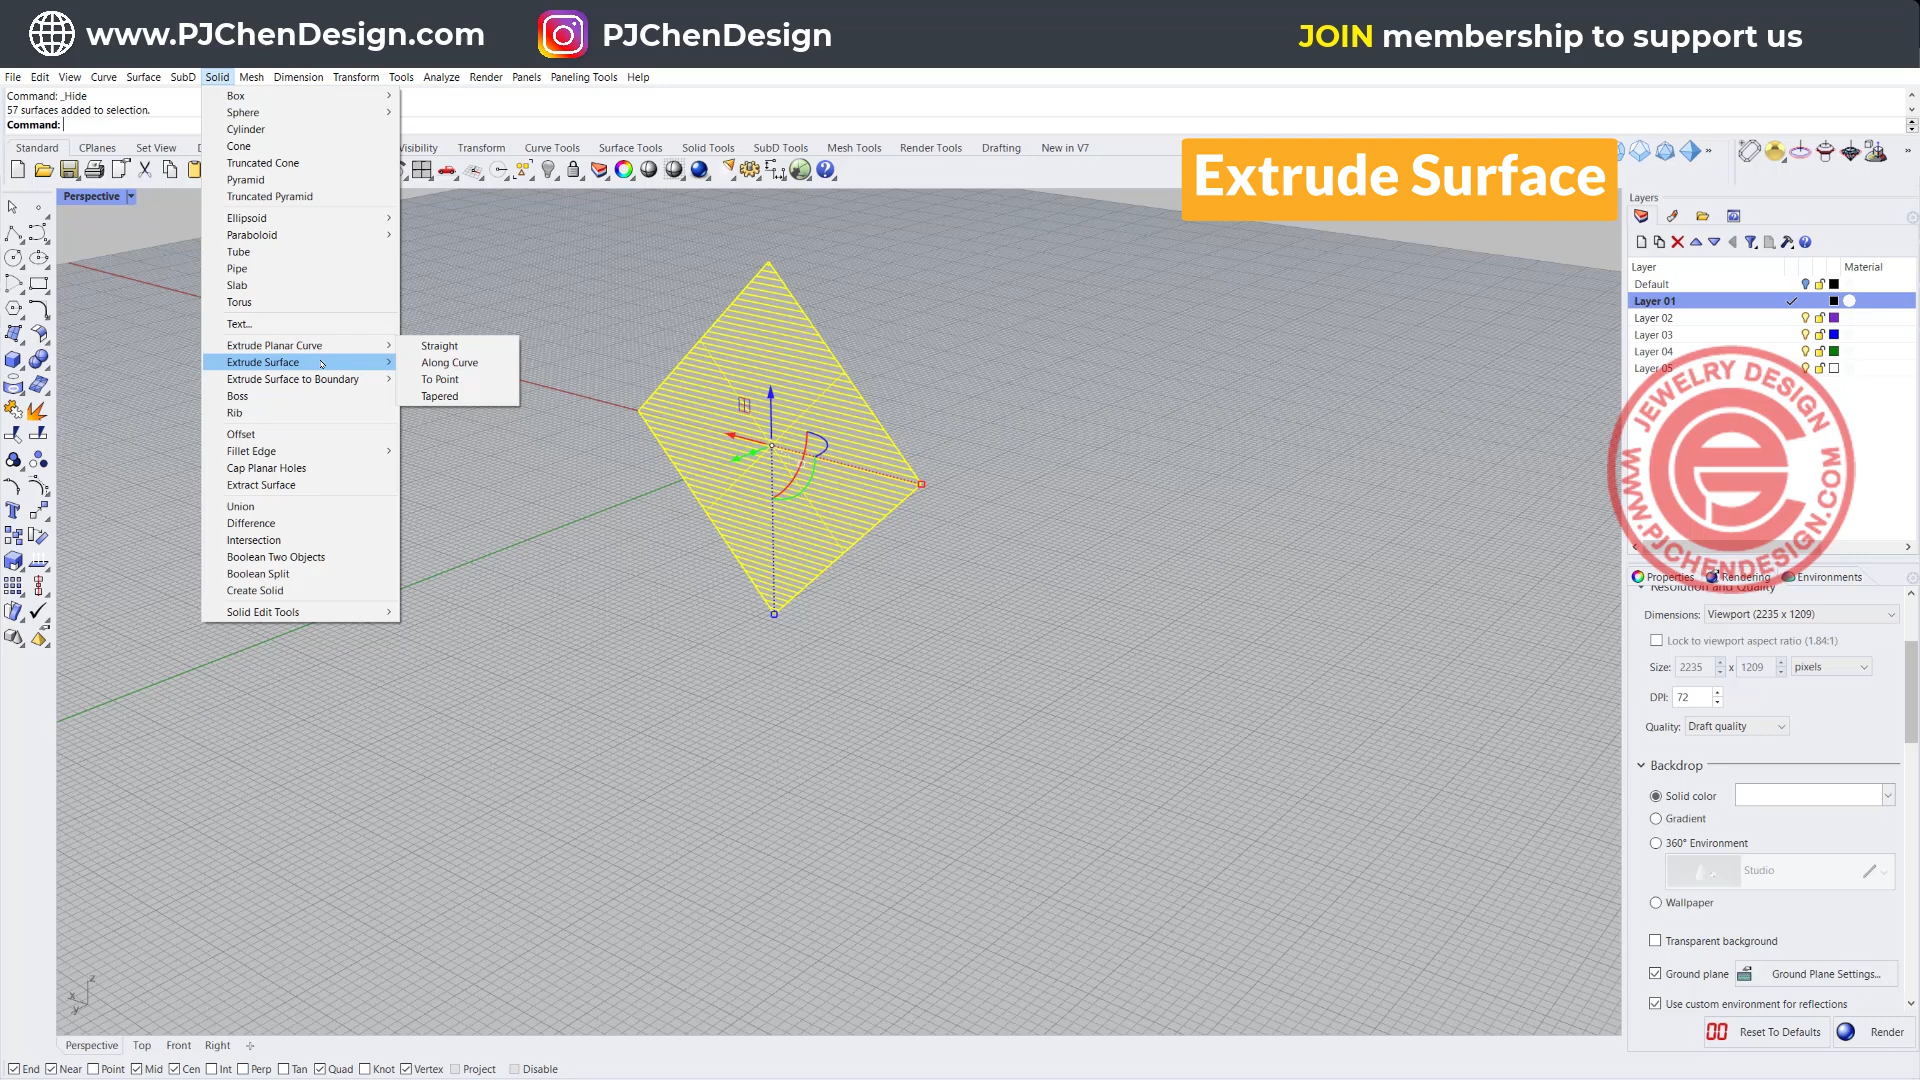 www.PJChenDesign.com
PJChenDesign
JOIN membership to support us
File Edit View Curve Surface SubD Solid Mesh Dimension Transform Tools Analyze Render Panels Paneling Tools Help
Command: _Hide
57 surfaces added to selection.
Command:
Standard CPlanes Set View Visibility Transform Curve Tools Surface Tools Solid Tools SubD Tools Mesh Tools Render Tools Drafting New in V7
Extrude Surface
Perspective
Box
Sphere
Cylinder
Cone
Truncated Cone
Pyramid
Truncated Pyramid
Ellipsoid
Paraboloid
Tube
Pipe
Slab
Torus
Text...
Extrude Planar Curve
Extrude Surface
Extrude Surface to Boundary
Boss
Rib
Offset
Fillet Edge
Cap Planar Holes
Extract Surface
Union
Difference
Intersection
Boolean Two Objects
Boolean Split
Create Solid
Solid Edit Tools
Straight
Along Curve
To Point
Tapered
Layers
Layer Material
Default
Layer 01
Layer 02
Layer 03
Layer 04
Layer 05
JEWELRY DESIGN
WWW.PJCHENDESIGN.COM
Properties Rendering Environments
Resolution and Quality
Dimensions: Viewport (2235 x 1209)
Lock to viewport aspect ratio (1.84:1)
Size: 2235 x 1209 pixels
DPI: 72
Quality: Draft quality
Backdrop
Solid color
Gradient
360° Environment
Studio
Wallpaper
Transparent background
Ground plane Ground Plane Settings...
Use custom environment for reflections
Reset To Defaults Render
z
x
y
Perspective Top Front Right
End Near Point Mid Cen Int Perp Tan Quad Knot Vertex Project Disable